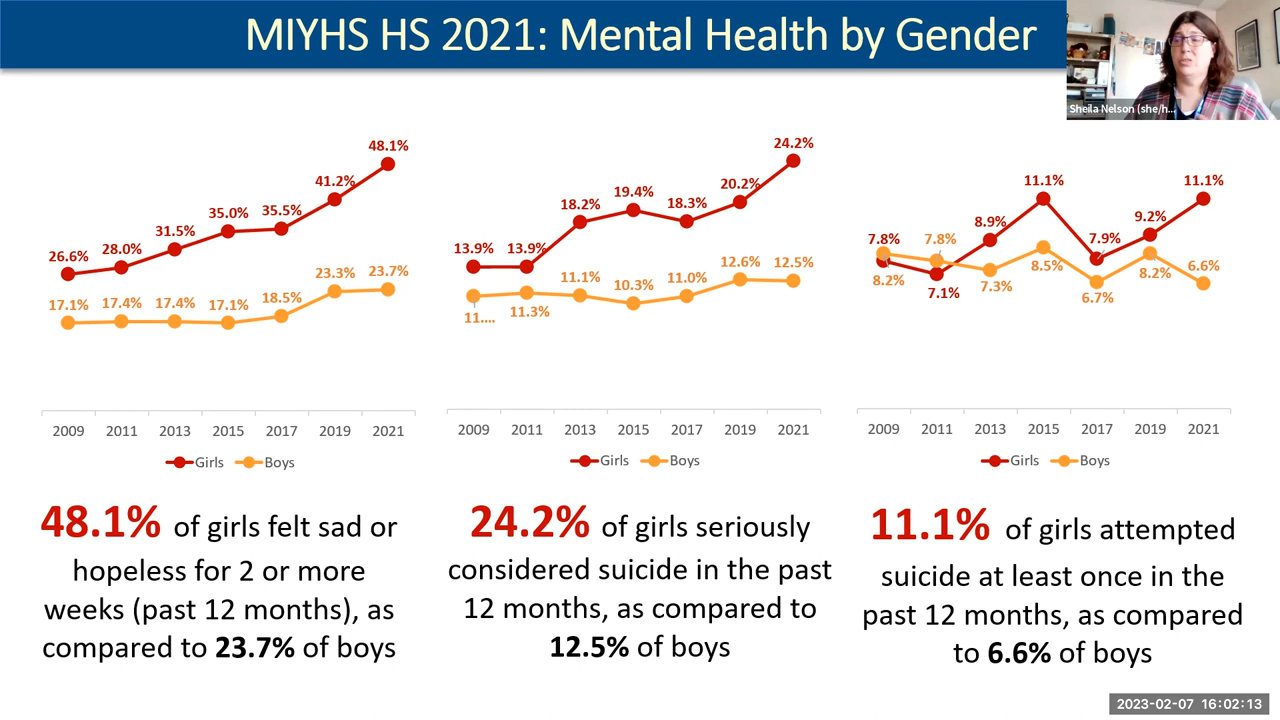 MIYHS HS 2021: Mental Health by Gender
Sheila Nelson (she/h...
48.1%
41.2%
35.0% 35.5%
31.5%
26.6% 28.0%
23.3% 23.7%
17.1% 17.4% 17.4% 17.1% 18.5%
2009 2011 2013 2015 2017 2019 2021
Girls Boys
24.2%
20.2%
18.2% 19.4% 18.3%
13.9% 13.9%
12.6% 12.5%
11.... 11.3% 11.1% 10.3% 11.0%
2009 2011 2013 2015 2017 2019 2021
Girls Boys
11.1% 11.1%
8.9% 9.2%
7.8% 7.8% 7.9%
8.2% 7.1% 7.3% 8.5% 6.7% 8.2% 6.6%
2009 2011 2013 2015 2017 2019 2021
Girls Boys
48.1% of girls felt sad or
hopeless for 2 or more
weeks (past 12 months), as
compared to 23.7% of boys
24.2% of girls seriously
considered suicide in the past
12 months, as compared to
12.5% of boys
11.1% of girls attempted
suicide at least once in the
past 12 months, as compared
to 6.6% of boys
2023-02-07 16:02:13